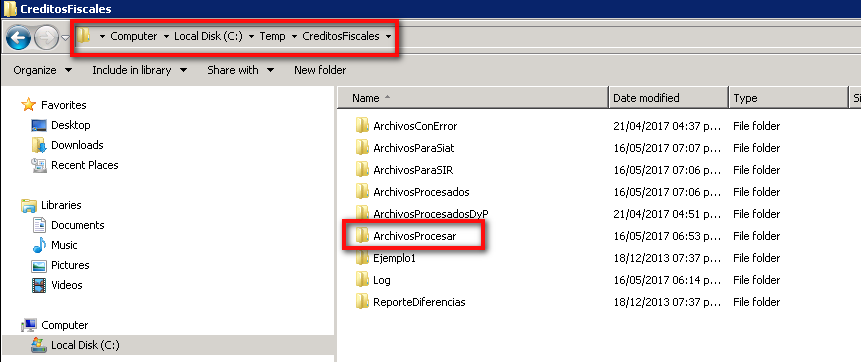 CreditosFiscales
Computer Local Disk (C:) Temp CreditosFiscales
Organize Include in library Share with New folder
Favorites
Desktop
Downloads
Recent Places
Libraries
Documents
Music
Pictures
Videos
Computer
Local Disk (C:)
Name Date modified Type Si
ArchivosConError 21/04/2017 04:37 p... File folder
ArchivosParaSiat 16/05/2017 07:07 p... File folder
ArchivosParaSIR 16/05/2017 07:06 p... File folder
ArchivosProcesados 16/05/2017 07:06 p... File folder
ArchivosProcesadosDyP 21/04/2017 04:51 p... File folder
ArchivosProcesar 16/05/2017 06:53 p... File folder
Ejemplo1 18/12/2013 07:37 p... File folder
Log 16/05/2017 06:14 p... File folder
ReporteDiferencias 18/12/2013 07:37 p... File folder